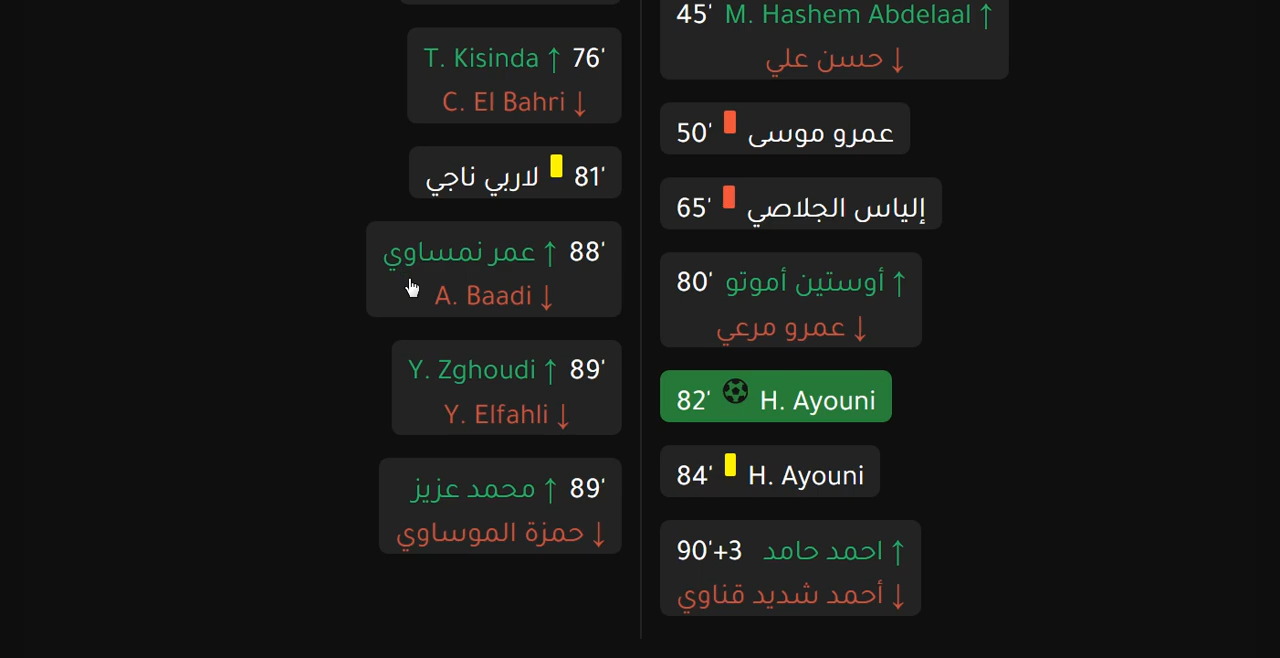 45' M. Hashem Abdelaal ↑
حسن علي ↓
76' T. Kisinda ↑
C. El Bahri ↓
50' عمرو موسى
81' لاربي ناجي
65' إلياس الجلاصي
88' عمر نمساوي ↑
A. Baadi ↓
80' أوستين أموتو ↑
عمرو مرعي ↓
89' Y. Zghoudi ↑
Y. Elfahli ↓
82' H. Ayouni
84' H. Ayouni
89' محمد عزيز ↑
حمزة الموساوي ↓
90'+3 احمد حامد ↑
أحمد شديد قناوي ↓